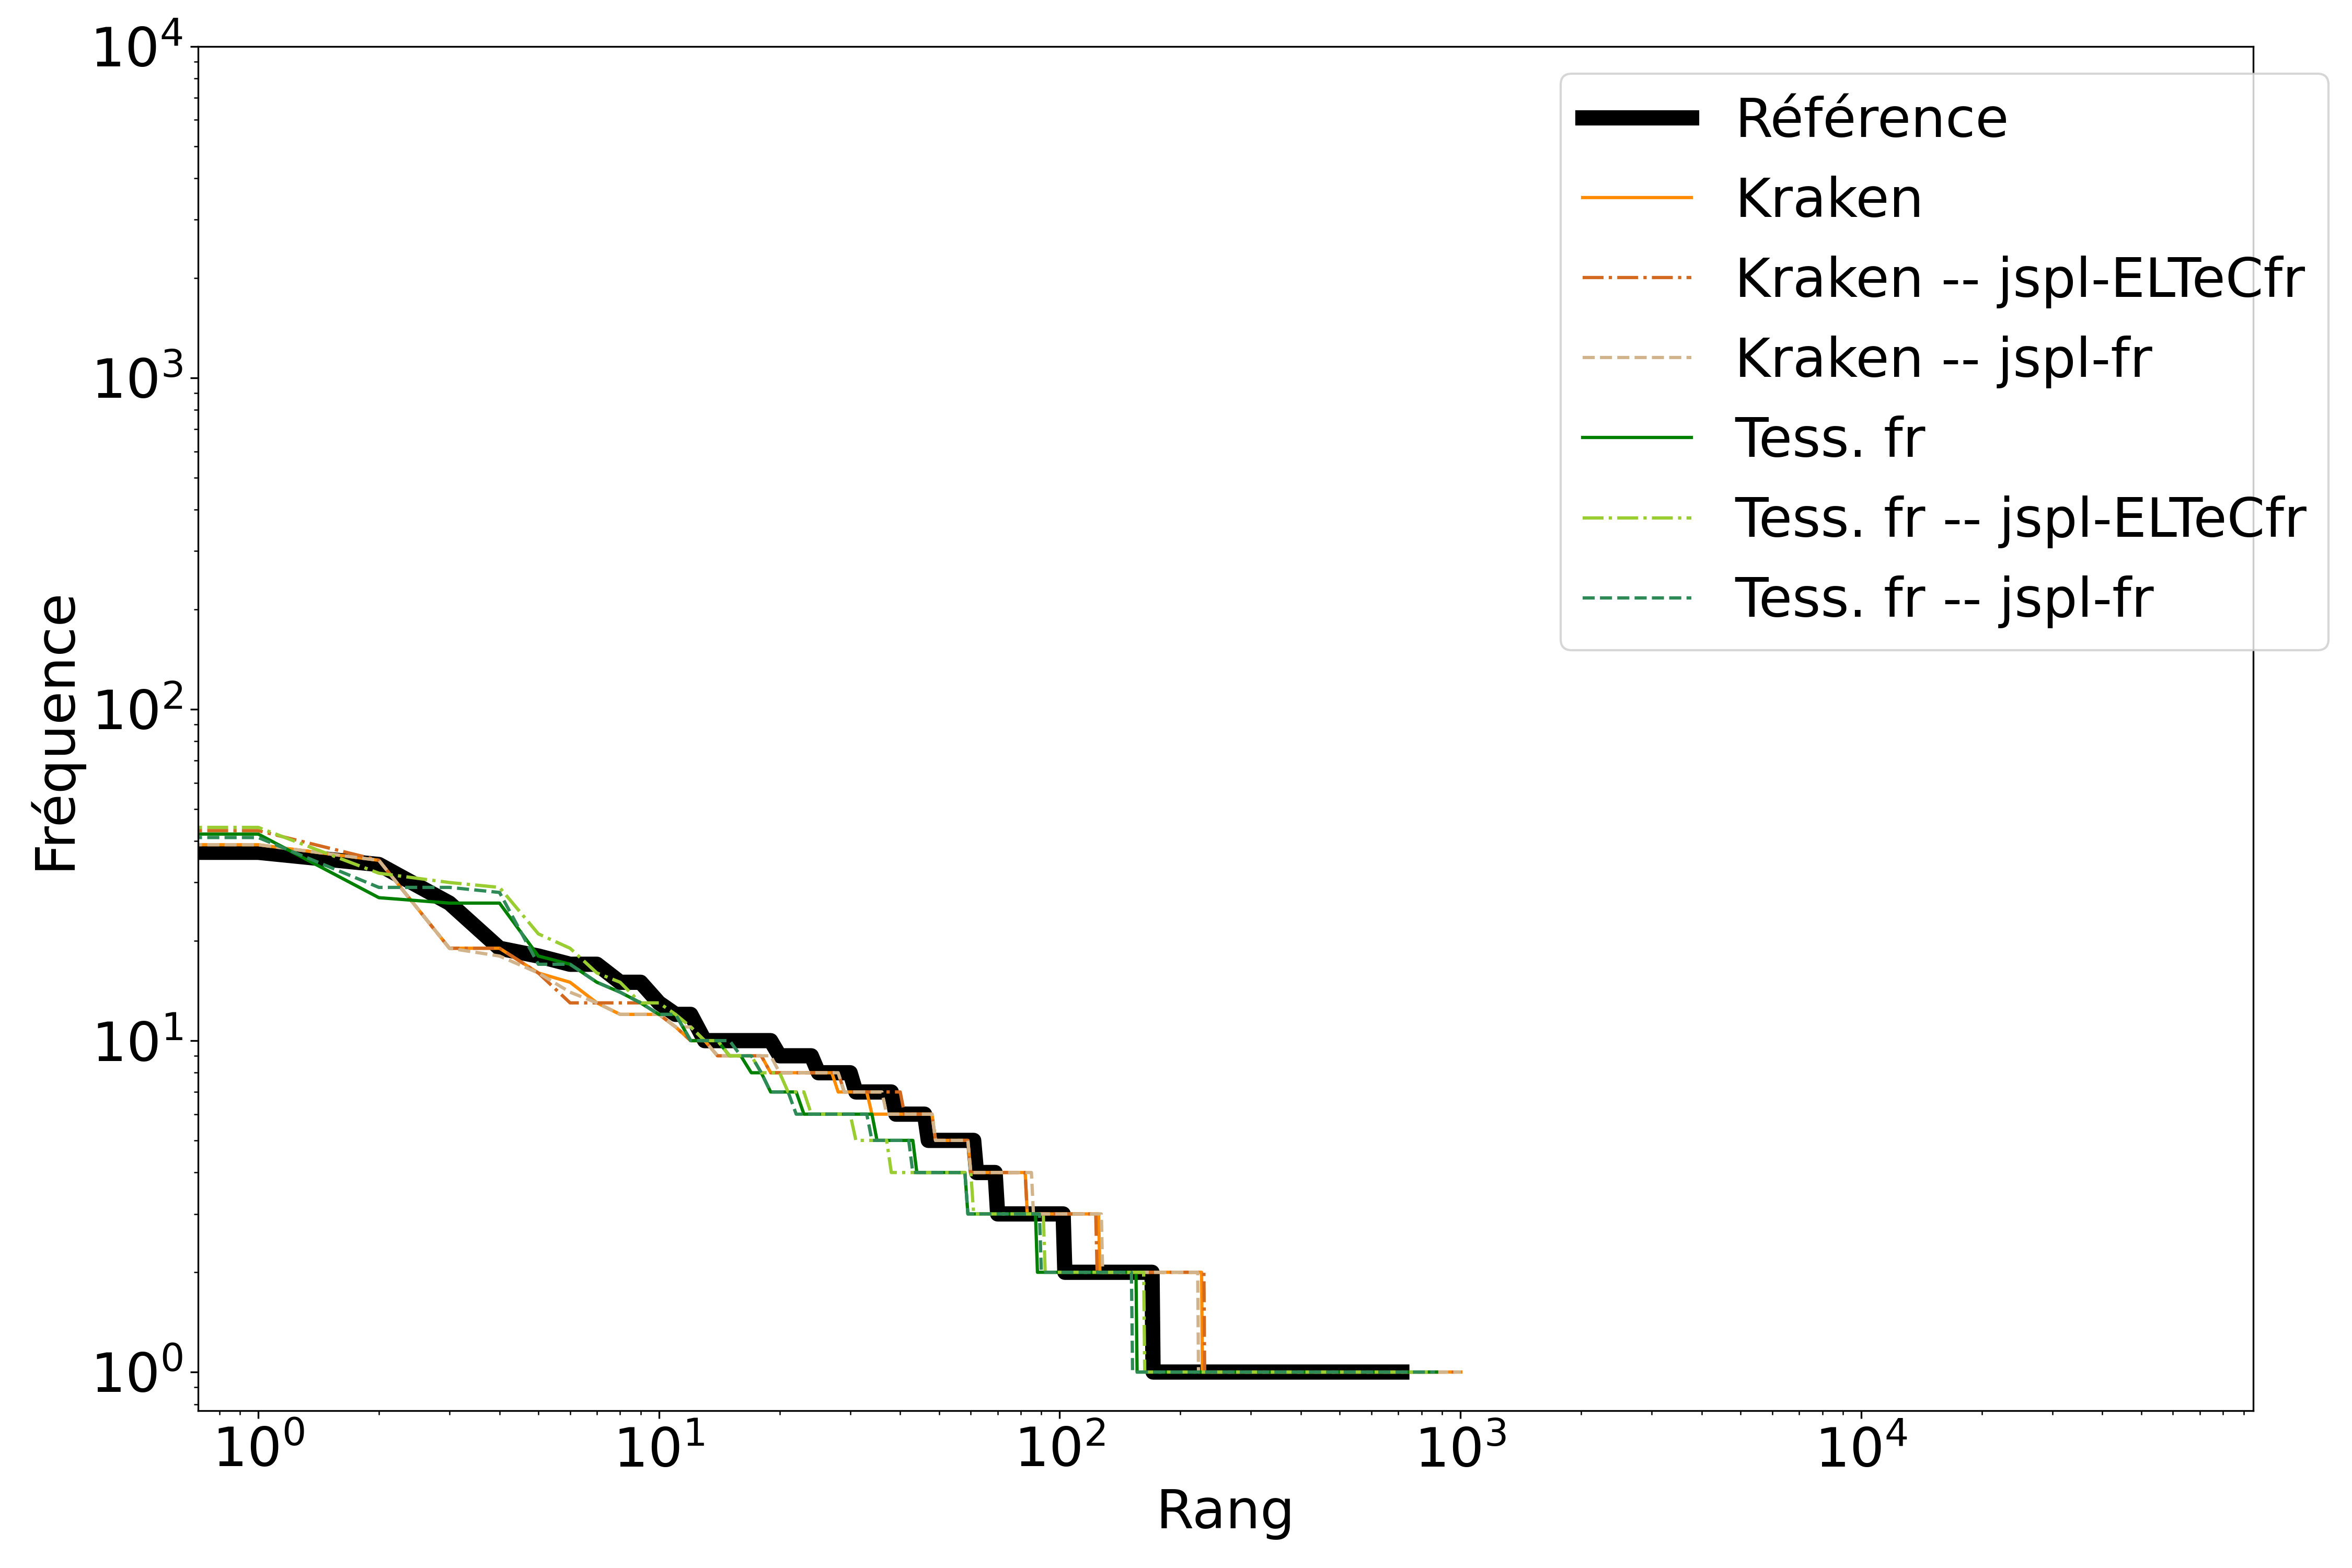 10⁴
10³
10²
10¹
10⁰
Fréquence
10⁰ 10¹ 10² 10³ 10⁴
Rang
Référence
Kraken
Kraken -- jspl-ELTeCfr
Kraken -- jspl-fr
Tess. fr
Tess. fr -- jspl-ELTeCfr
Tess. fr -- jspl-fr